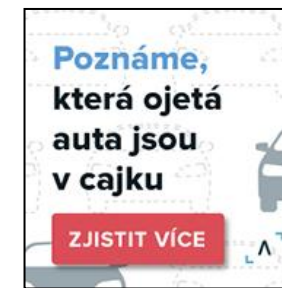 Poznáme,
která ojetá
auta jsou
v cajku
ZJISTIT VÍCE